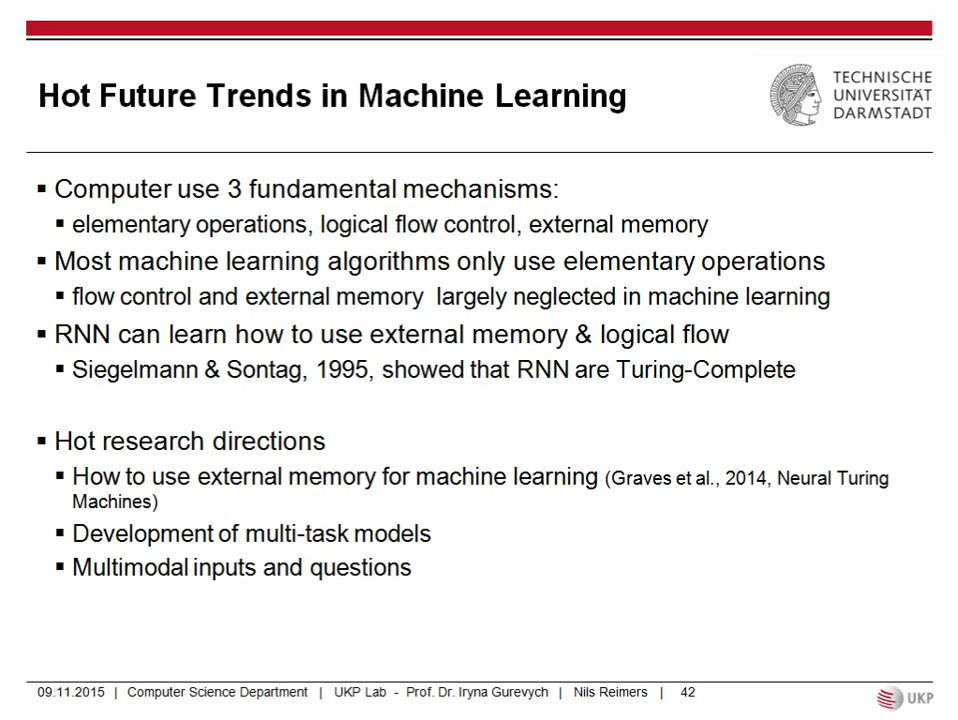 Hot Future Trends in Machine Learning
TECHNISCHE
UNIVERSITÄT
DARMSTADT
▪ Computer use 3 fundamental mechanisms:
▪ elementary operations, logical flow control, external memory
▪ Most machine learning algorithms only use elementary operations
▪ flow control and external memory largely neglected in machine learning
▪ RNN can learn how to use external memory & logical flow
▪ Siegelmann & Sontag, 1995, showed that RNN are Turing-Complete
▪ Hot research directions
▪ How to use external memory for machine learning (Graves et al., 2014, Neural Turing
Machines)
▪ Development of multi-task models
▪ Multimodal inputs and questions
09.11.2015 | Computer Science Department | UKP Lab - Prof. Dr. Iryna Gurevych | Nils Reimers | 42
UKP